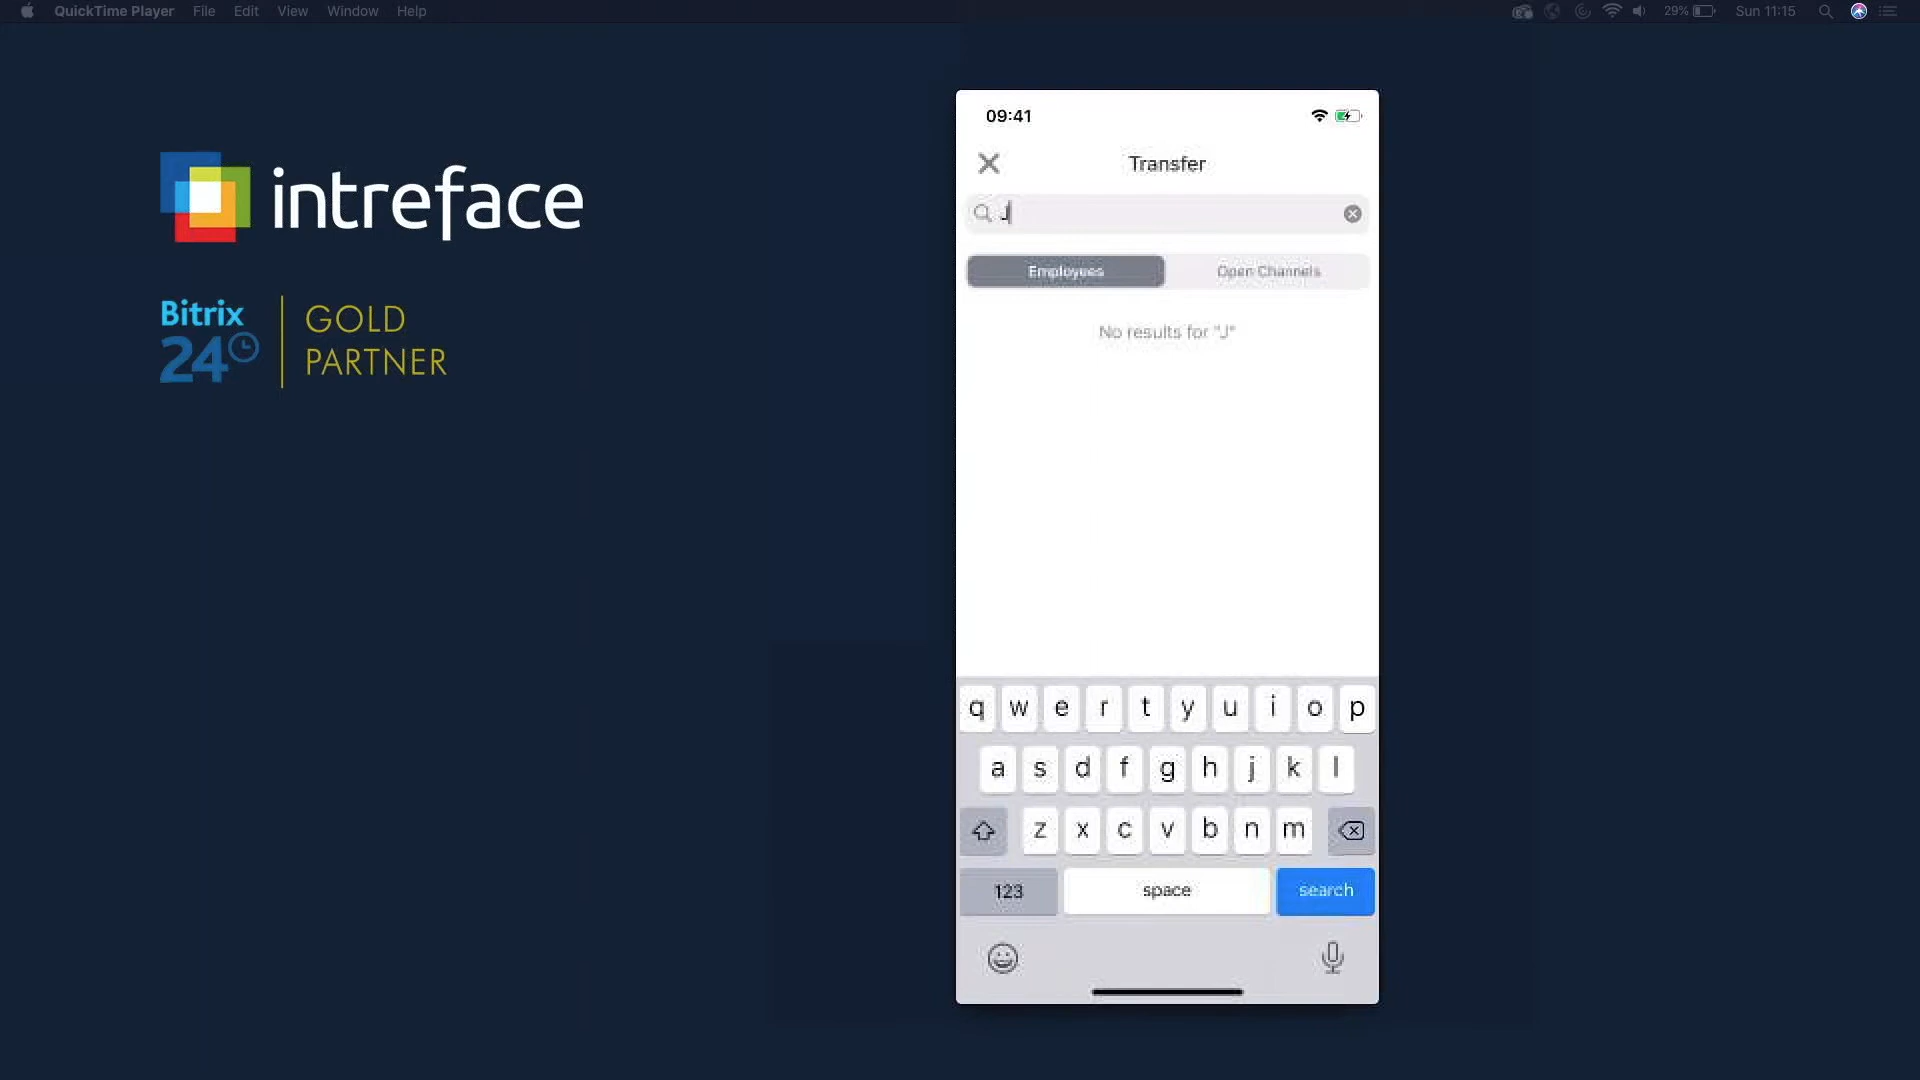 QuickTime Player File Edit View Window Help 29% Sun 11:15
intreface
Bitrix 24
GOLD PARTNER
09:41
Transfer
J
Employees Open Channels
No results for "J"
q w e r t y u i o p
a s d f g h j k l
z x c v b n m
123 space search